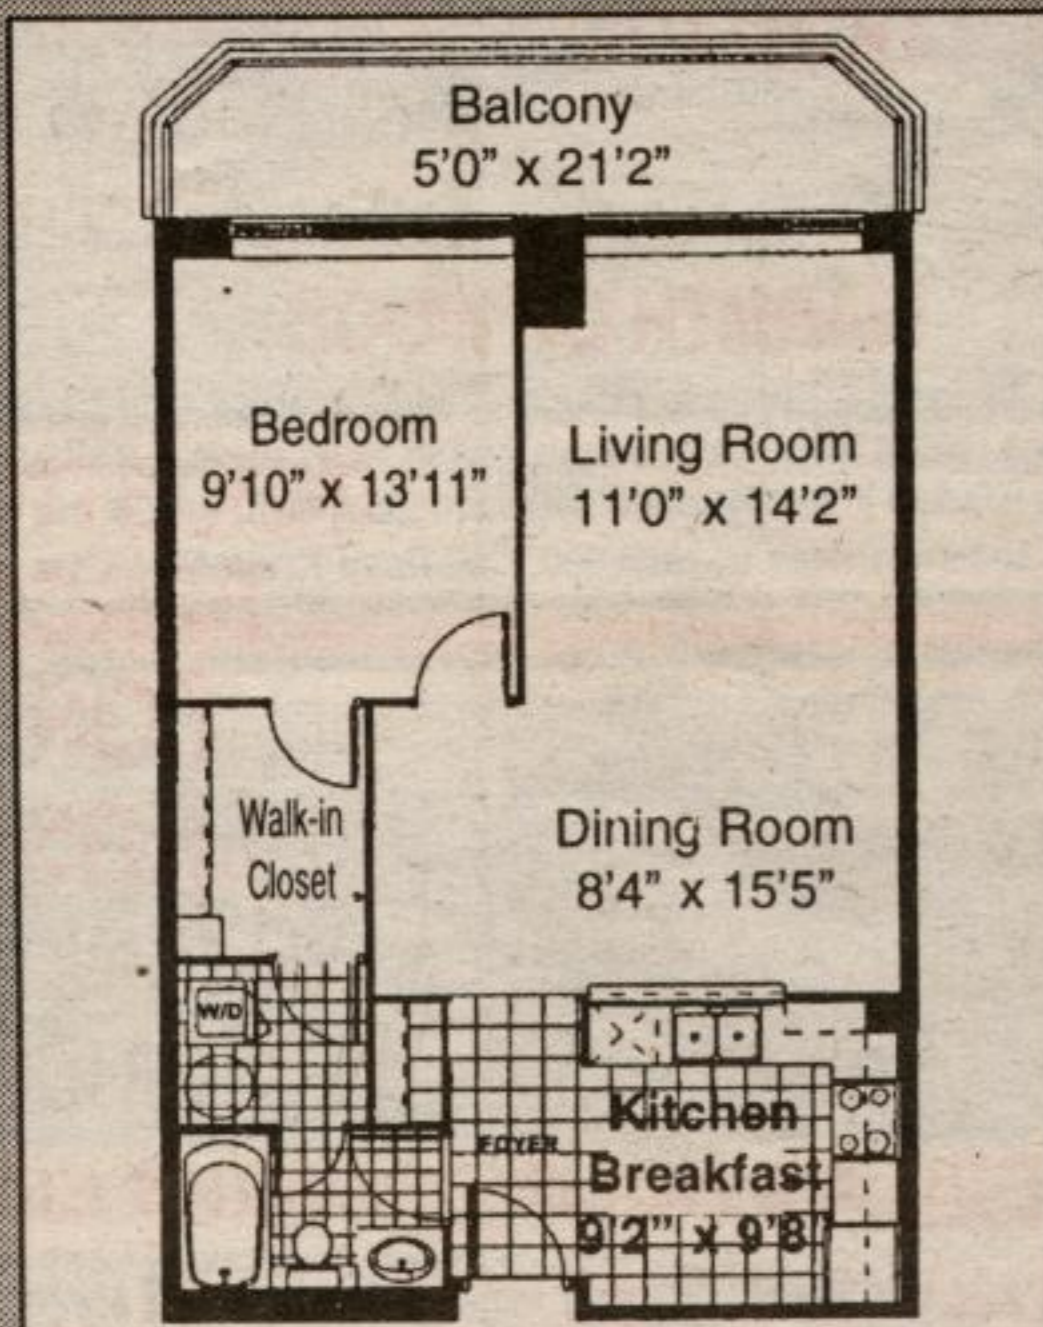 Balcony
5'0" x 21'2"
Bedroom
9'10" x 13'11"
Living Room
11'0" x 14'2"
Walk-in
Closet
Dining Room
8'4" x 15'5"
W/D
FOYER
Kitchen
Breakfast
9'2" x 9'8"